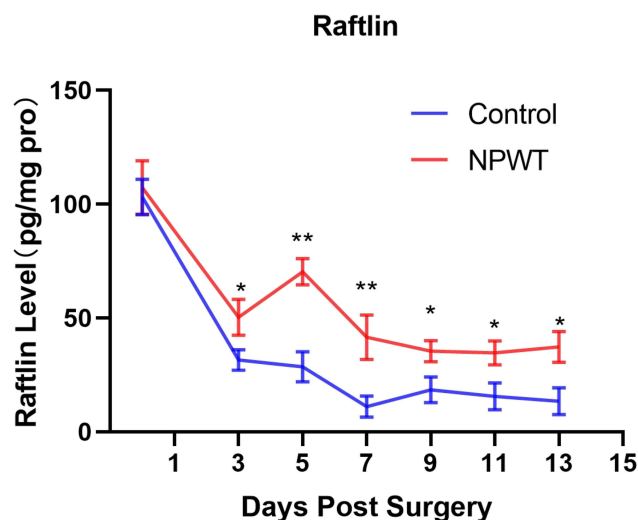 Raftlin
Raftlin Level(pg/mg pro)
150
100
50
0
Control
NPWT
*
**
**
*
*
*
1 3 5 7 9 11 13 15
Days Post Surgery